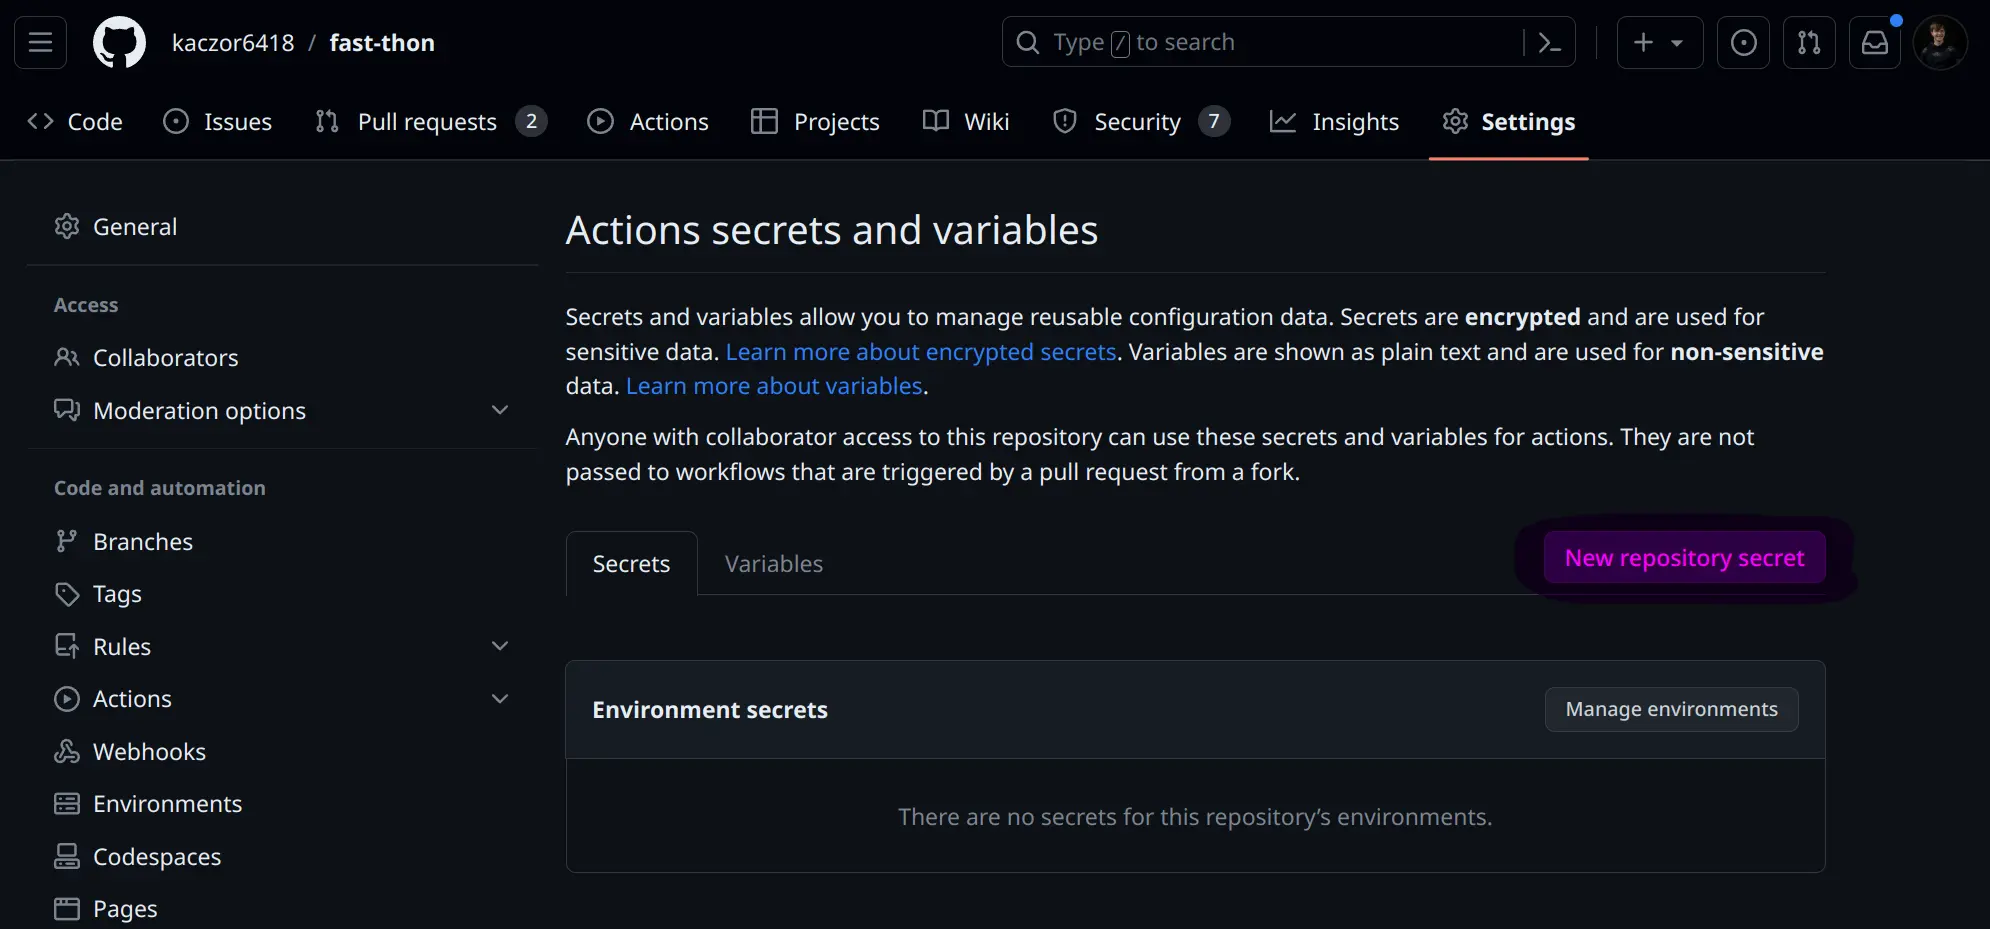 kaczor6418 / fast-thon
Type / to search
Code
Issues
Pull requests 2
Actions
Projects
Wiki
Security 7
Insights
Settings
General
Access
Collaborators
Moderation options
Code and automation
Branches
Tags
Rules
Actions
Webhooks
Environments
Codespaces
Pages
Actions secrets and variables
Secrets and variables allow you to manage reusable configuration data. Secrets are encrypted and are used for
sensitive data. Learn more about encrypted secrets. Variables are shown as plain text and are used for non-sensitive
data. Learn more about variables.
Anyone with collaborator access to this repository can use these secrets and variables for actions. They are not
passed to workflows that are triggered by a pull request from a fork.
Secrets
Variables
New repository secret
Environment secrets
Manage environments
There are no secrets for this repository’s environments.